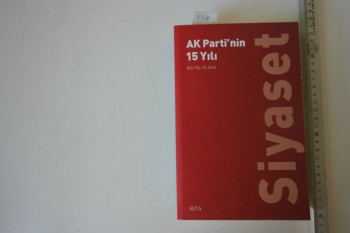 AK Parti'nin
15 Yılı
Siyaset
SETA